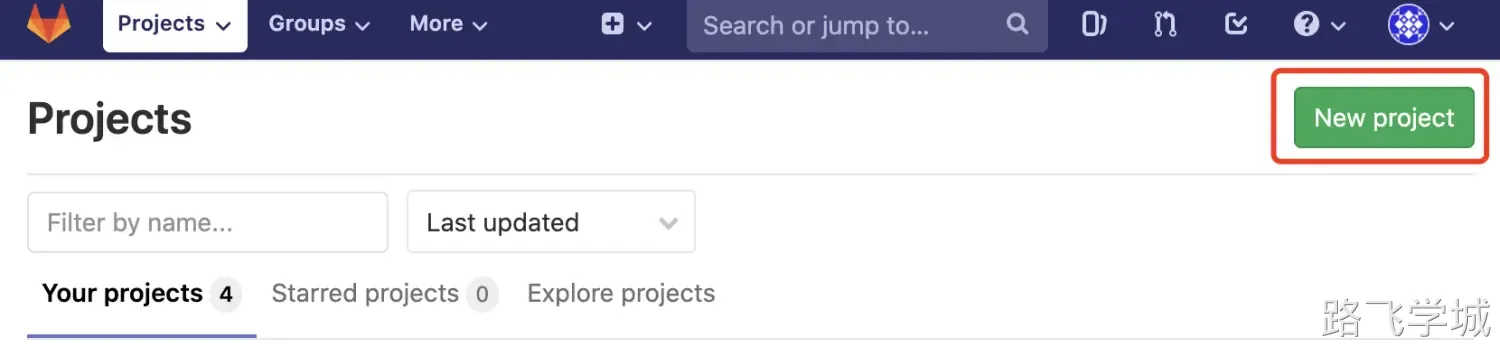 Projects Groups More Search or jump to...
Projects New project
Filter by name... Last updated
Your projects 4 Starred projects 0 Explore projects
路飞学城